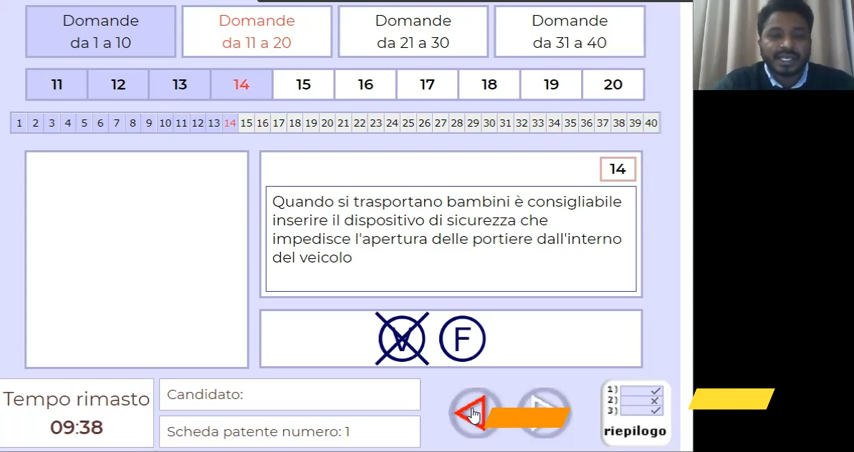 Domande
da 1 a 10
Domande
da 11 a 20
Domande
da 21 a 30
Domande
da 31 a 40
11 12 13 14 15 16 17 18 19 20
1 2 3 4 5 6 7 8 9 10 11 12 13 14 15 16 17 18 19 20 21 22 23 24 25 26 27 28 29 30 31 32 33 34 35 36 37 38 39 40
14
Quando si trasportano bambini è consigliabile
inserire il dispositivo di sicurezza che
impedisce l'apertura delle portiere dall'interno
del veicolo
V F
Tempo rimasto
09:38
Candidato:
Scheda patente numero: 1
1)
2)
3)
riepilogo